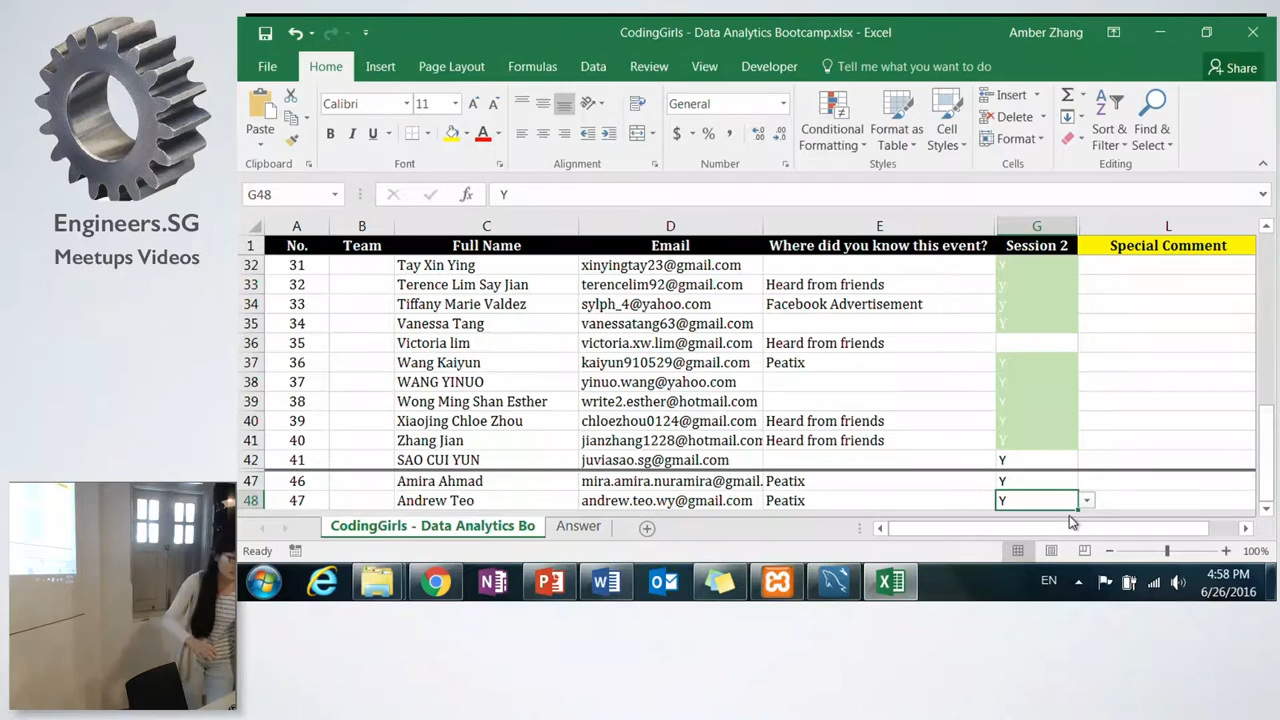 CodingGirls - Data Analytics Bootcamp.xlsx - Excel
Amber Zhang
File Home Insert Page Layout Formulas Data Review View Developer Tell me what you want to do Share
Paste
Calibri 11
B I U A
General
$ % ,
Conditional Formatting
Format as Table
Cell Styles
Insert
Delete
Format
Sort & Filter
Find & Select
Clipboard Font Alignment Number Styles Cells Editing
G48 fx Y
A B C D E G L
1 No. Team Full Name Email Where did you know this event? Session 2 Special Comment
32 31 Tay Xin Ying xinyingtay23@gmail.com Y
33 32 Terence Lim Say Jian terencelim92@gmail.com Heard from friends y
34 33 Tiffany Marie Valdez sylph_4@yahoo.com Facebook Advertisement y
35 34 Vanessa Tang vanessatang63@gmail.com Y
36 35 Victoria lim victoria.xw.lim@gmail.com Heard from friends
37 36 Wang Kaiyun kaiyun910529@gmail.com Peatix Y
38 37 WANG YINUO yinuo.wang@yahoo.com Y
39 38 Wong Ming Shan Esther write2.esther@hotmail.com Y
40 39 Xiaojing Chloe Zhou chloezhou0124@gmail.com Heard from friends Y
41 40 Zhang Jian jianzhang1228@hotmail.com Heard from friends Y
42 41 SAO CUI YUN juviasao.sg@gmail.com Y
47 46 Amira Ahmad mira.amira.nuramira@gmail. Peatix Y
48 47 Andrew Teo andrew.teo.wy@gmail.com Peatix Y
CodingGirls - Data Analytics Bo Answer
Ready 100%
EN 4:58 PM
6/26/2016
Engineers.SG
Meetups Videos